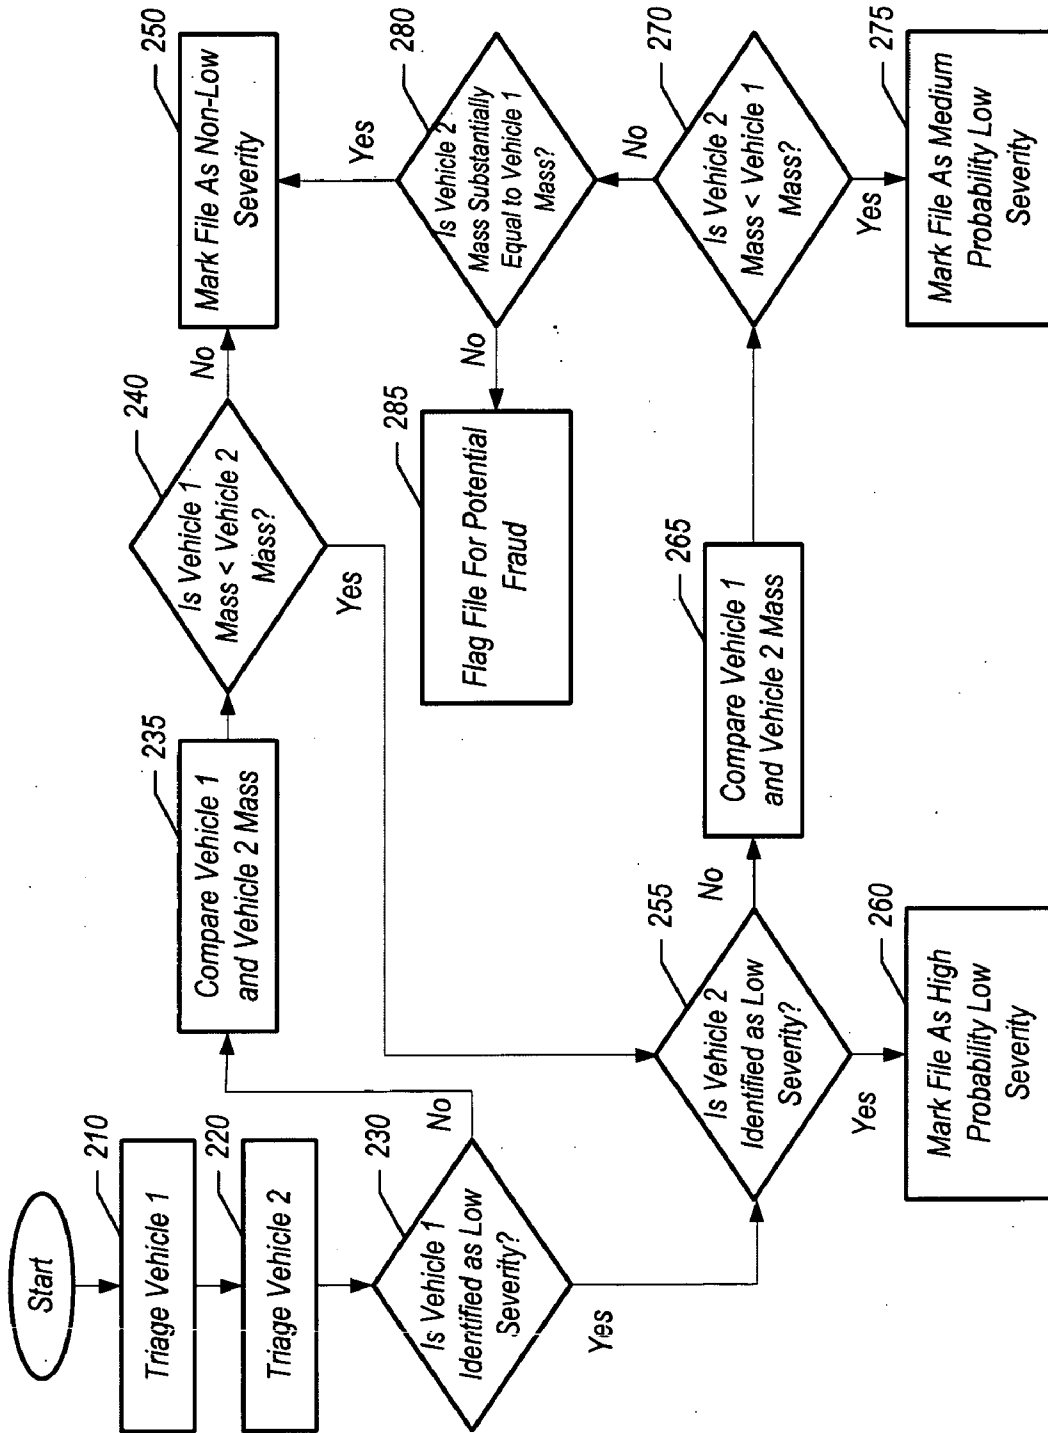 Start
210
Triage Vehicle 1
220
Triage Vehicle 2
230
Is Vehicle 1
Identified as Low
Severity?
No
Yes
235
Compare Vehicle 1
and Vehicle 2 Mass
240
Is Vehicle 1
Mass < Vehicle 2
Mass?
No
Yes
250
Mark File As Non-Low
Severity
255
Is Vehicle 2
Identified as Low
Severity?
No
Yes
260
Mark File As High
Probability Low
Severity
265
Compare Vehicle 1
and Vehicle 2 Mass
270
Is Vehicle 2
Mass < Vehicle 1
Mass?
No
Yes
275
Mark File As Medium
Probability Low
Severity
280
Is Vehicle 2
Mass Substantially
Equal to Vehicle 1
Mass?
Yes
No
285
Flag File For Potential
Fraud